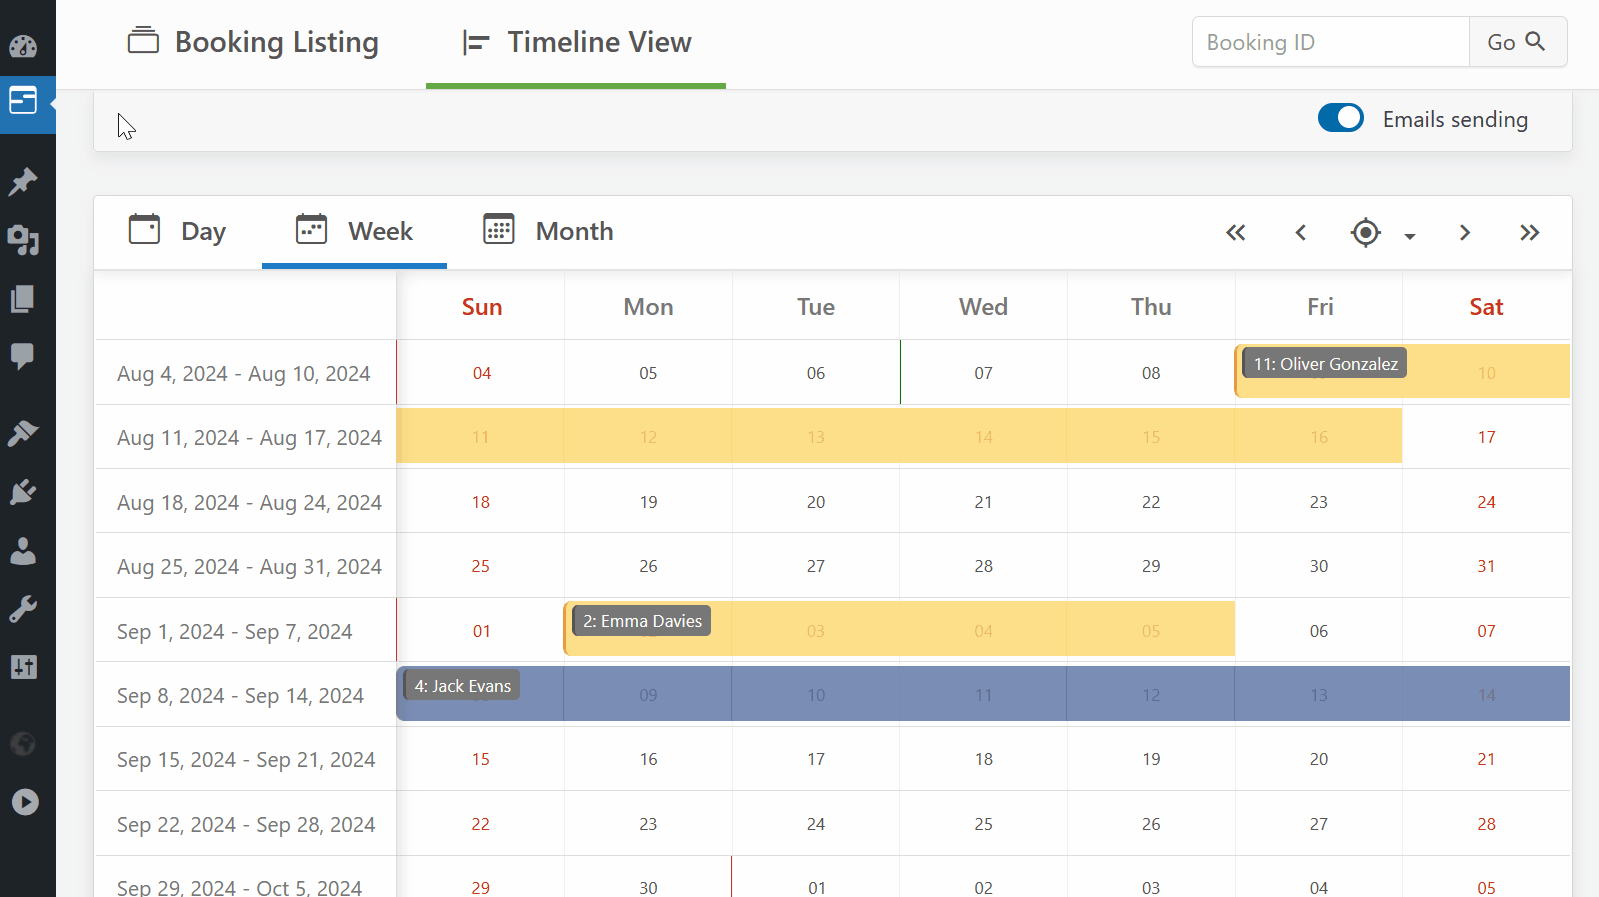 Booking Listing
Timeline View
Booking ID
Go
Emails sending
Day
Week
Month
Sun Mon Tue Wed Thu Fri Sat
Aug 4, 2024 - Aug 10, 2024 04 05 06 07 08 11: Oliver Gonzalez 10
Aug 11, 2024 - Aug 17, 2024 11 12 13 14 15 16 17
Aug 18, 2024 - Aug 24, 2024 18 19 20 21 22 23 24
Aug 25, 2024 - Aug 31, 2024 25 26 27 28 29 30 31
Sep 1, 2024 - Sep 7, 2024 01 2: Emma Davies 03 04 05 06 07
Sep 8, 2024 - Sep 14, 2024 4: Jack Evans 09 10 11 12 13 14
Sep 15, 2024 - Sep 21, 2024 15 16 17 18 19 20 21
Sep 22, 2024 - Sep 28, 2024 22 23 24 25 26 27 28
Sep 29, 2024 - Oct 5, 2024 29 30 01 02 03 04 05